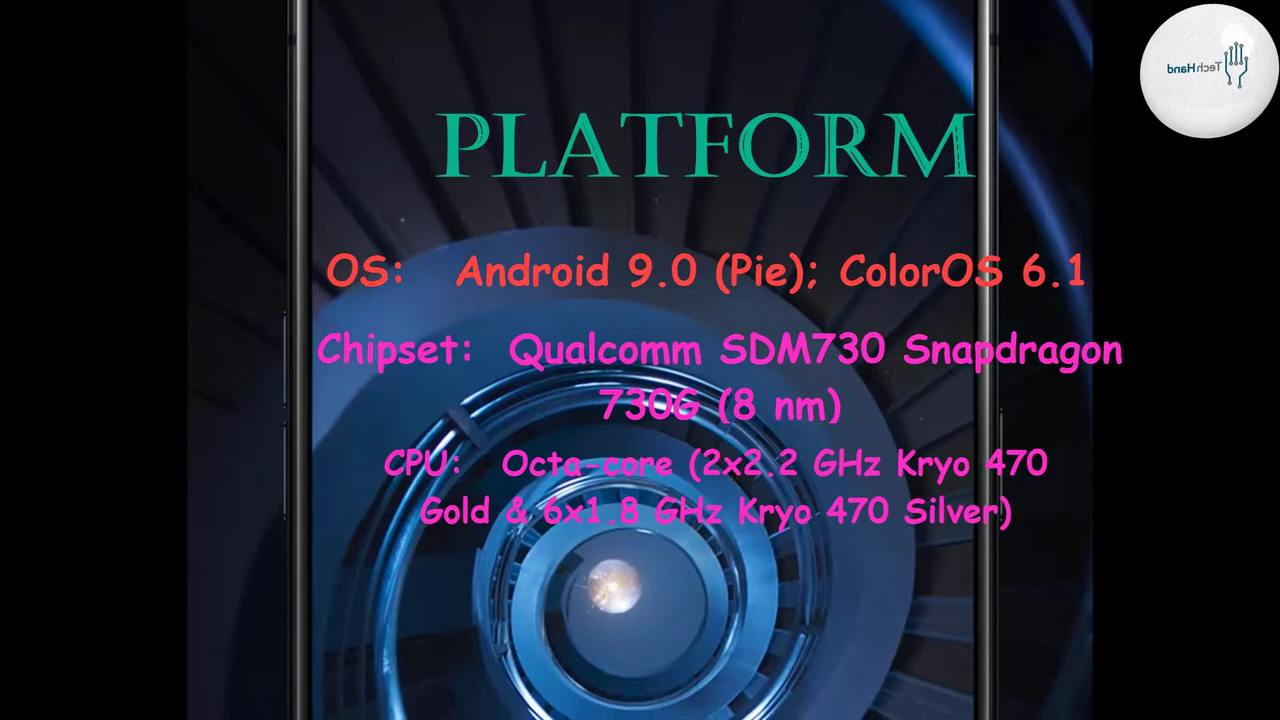 TechHand
PLATFORM
OS: Android 9.0 (Pie); ColorOS 6.1
Chipset: Qualcomm SDM730 Snapdragon
730G (8 nm)
CPU: Octa-core (2x2.2 GHz Kryo 470
Gold & 6x1.8 GHz Kryo 470 Silver)